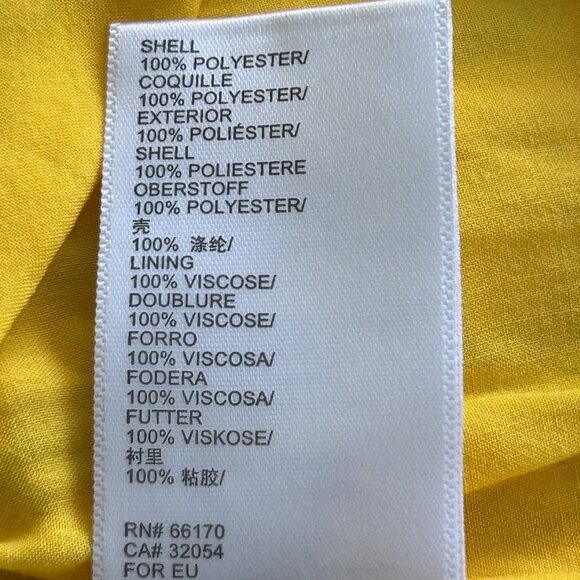 SHELL
100% POLYESTER/
COQUILLE
100% POLYESTER/
EXTERIOR
100% POLIÉSTER/
SHELL
100% POLIESTERE
OBERSTOFF
100% POLYESTER/
壳
100% 涤纶/
LINING
100% VISCOSE/
DOUBLURE
100% VISCOSE/
FORRO
100% VISCOSA/
FODERA
100% VISCOSA/
FUTTER
100% VISKOSE/
衬里
100% 粘胶/
RN# 66170
CA# 32054
FOR EU